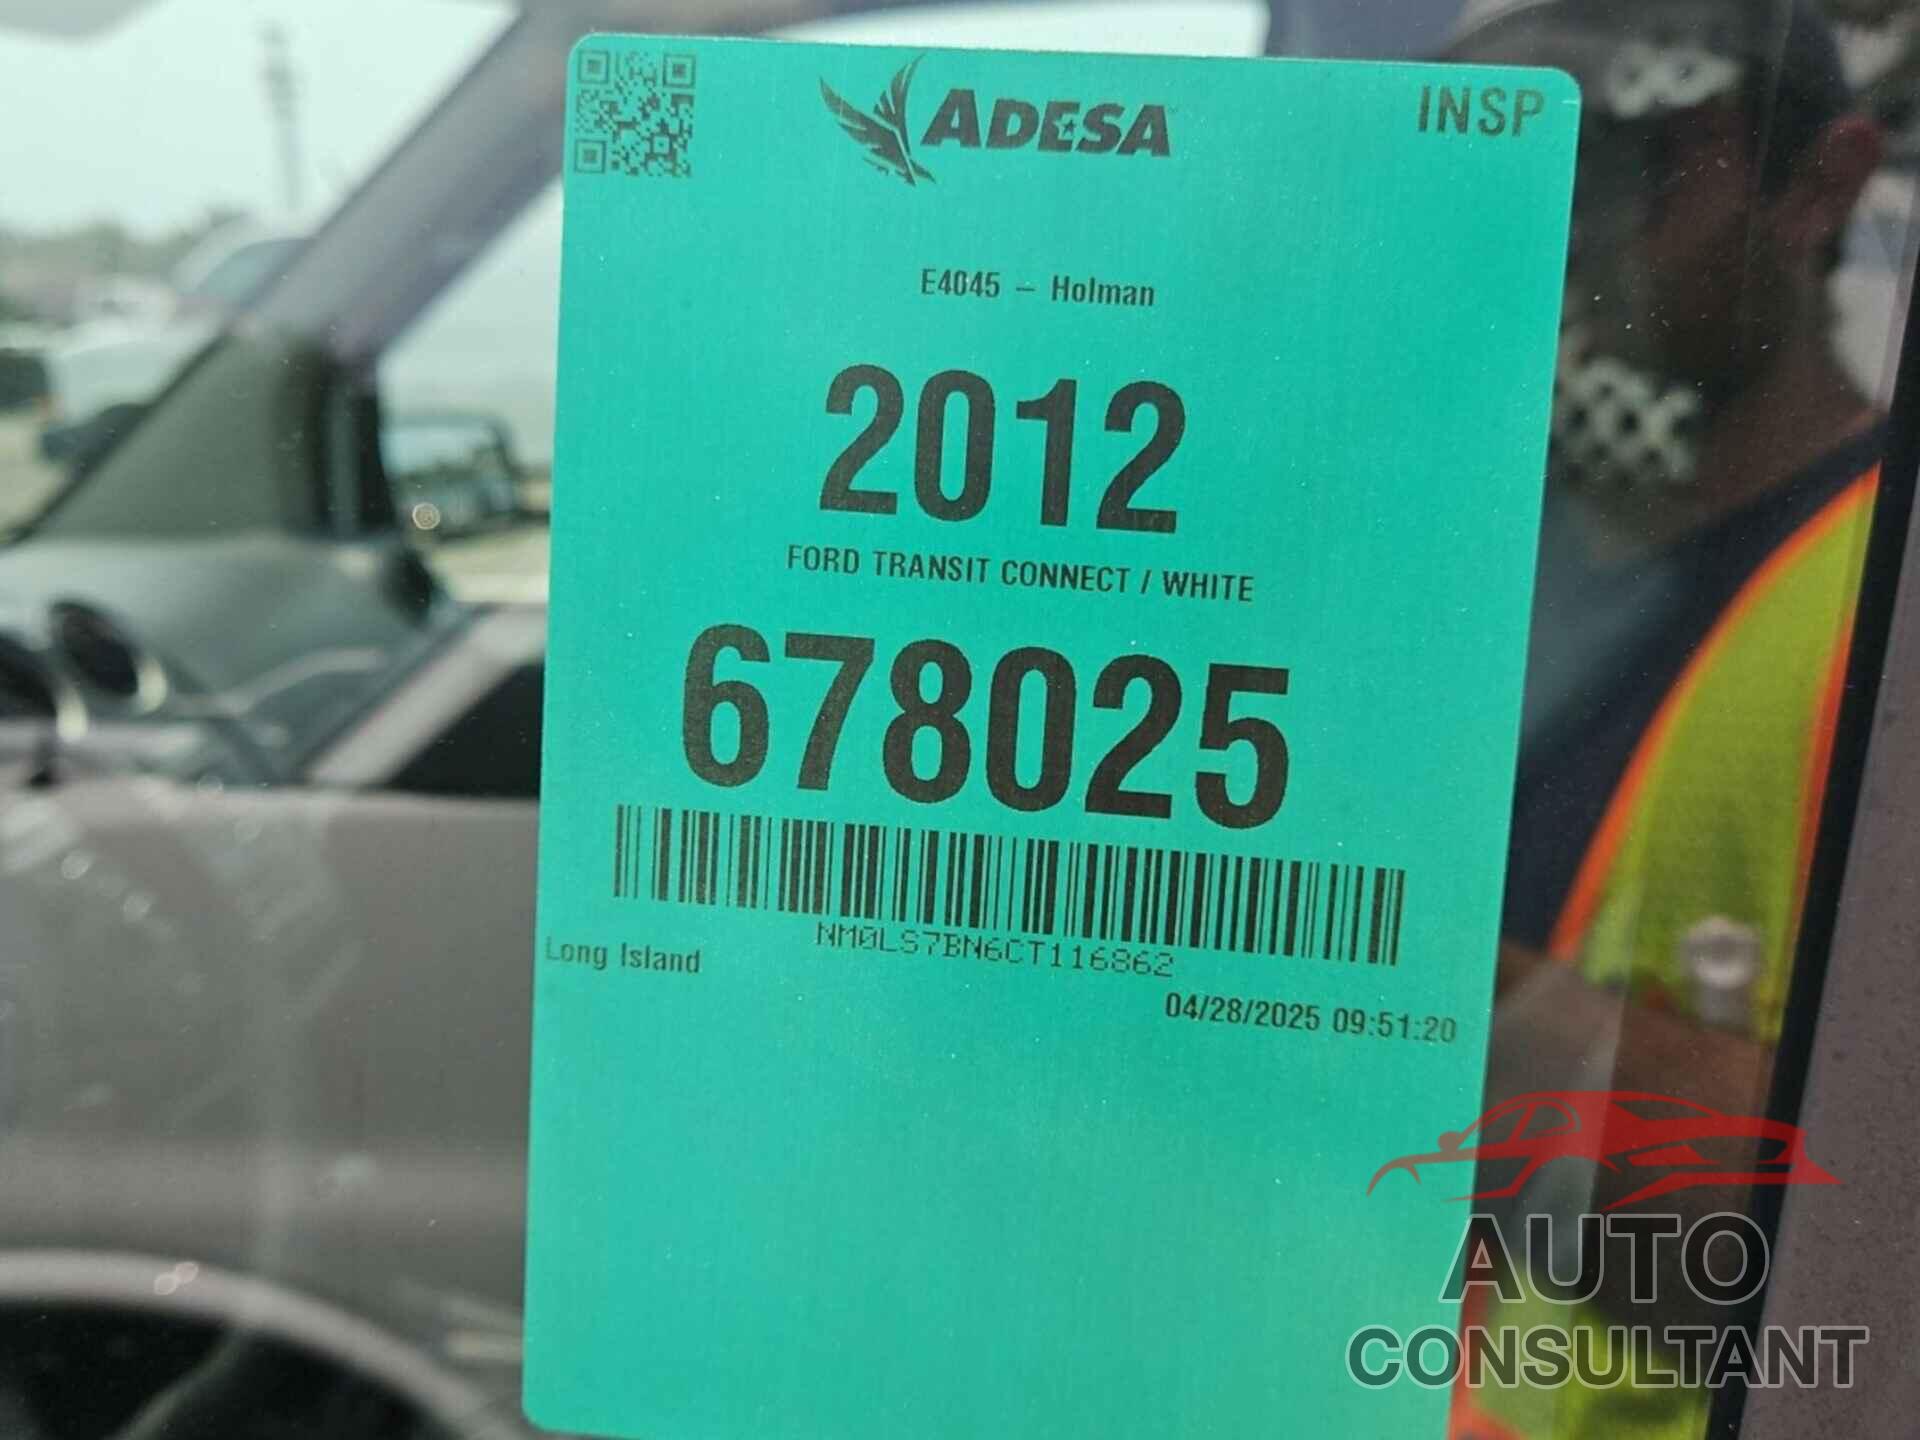 ADESA
INSP
E4045 – Holman
2012
FORD TRANSIT CONNECT / WHITE
678025
NM0LS7BN6CT116862
Long Island
04/28/2025 09:51:20
AUTO
CONSULTANT